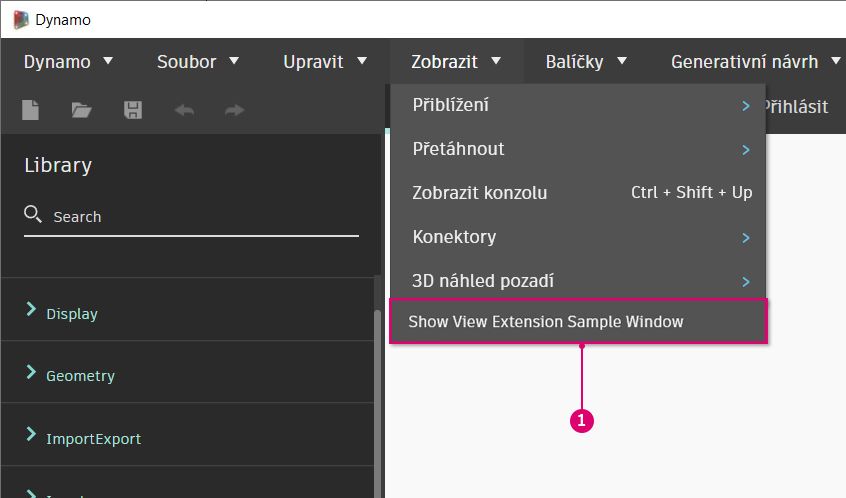 Dynamo
Dynamo Soubor Upravit Zobrazit Balíčky Generativní návrh
Přihlásit
Library
Search
Display
Geometry
ImportExport
Přiblížení
Přetáhnout
Zobrazit konzolu Ctrl + Shift + Up
Konektory
3D náhled pozadí
Show View Extension Sample Window
1